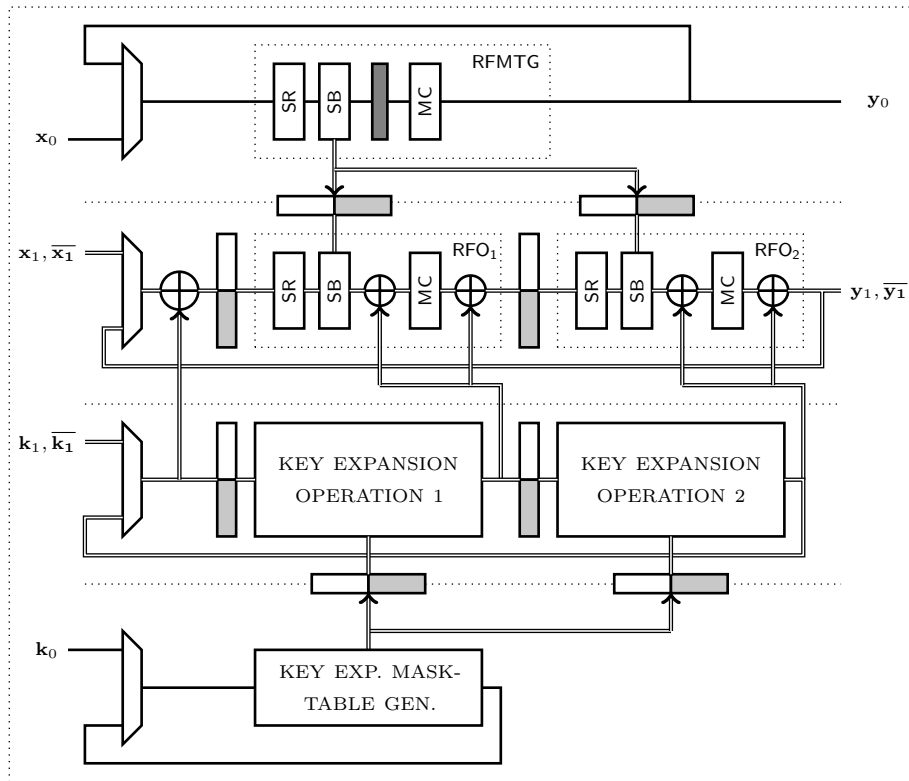 RFMTG
SR
SB
MC
y₀
x₀
x₁, x̅₁̅
RFO₁
RFO₂
SR
SB
MC
SR
SB
MC
y₁, y̅₁̅
k₁, k̅₁̅
KEY EXPANSION
OPERATION 1
KEY EXPANSION
OPERATION 2
k₀
KEY EXP. MASK-
TABLE GEN.